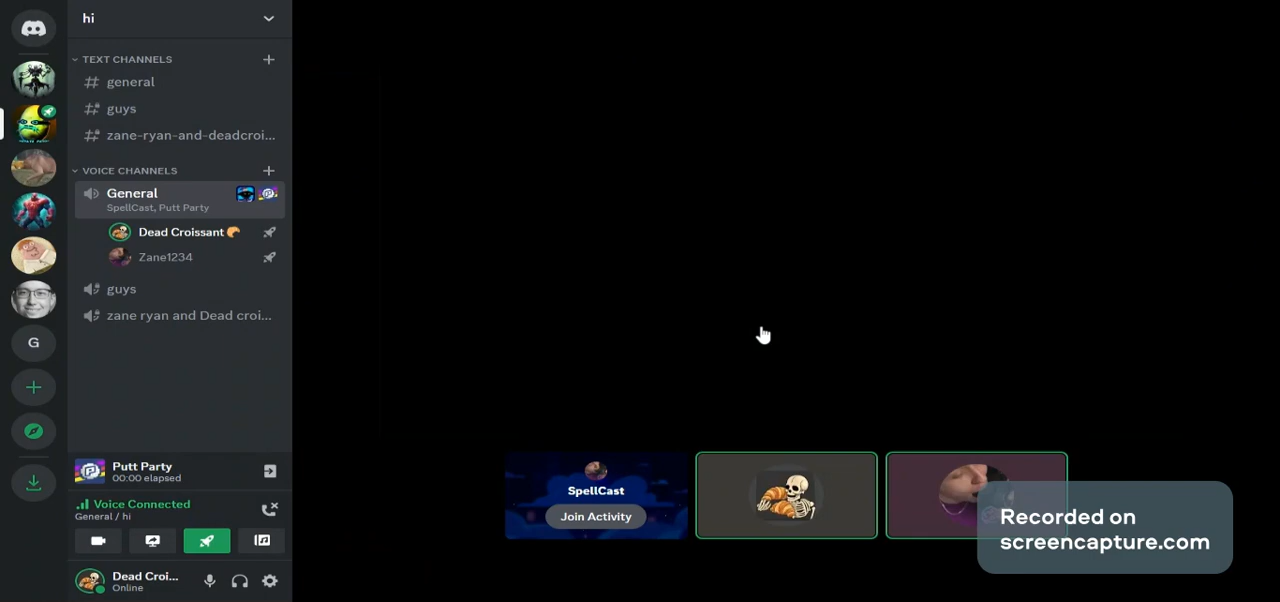 hi
TEXT CHANNELS
general
guys
zane-ryan-and-deadcroi...
VOICE CHANNELS
General
SpellCast, Putt Party
Dead Croissant
Zane1234
guys
zane ryan and Dead croi...
G
Putt Party
00:00 elapsed
Voice Connected
General / hi
Dead Croi...
Online
SpellCast
Join Activity
Recorded on
screencapture.com